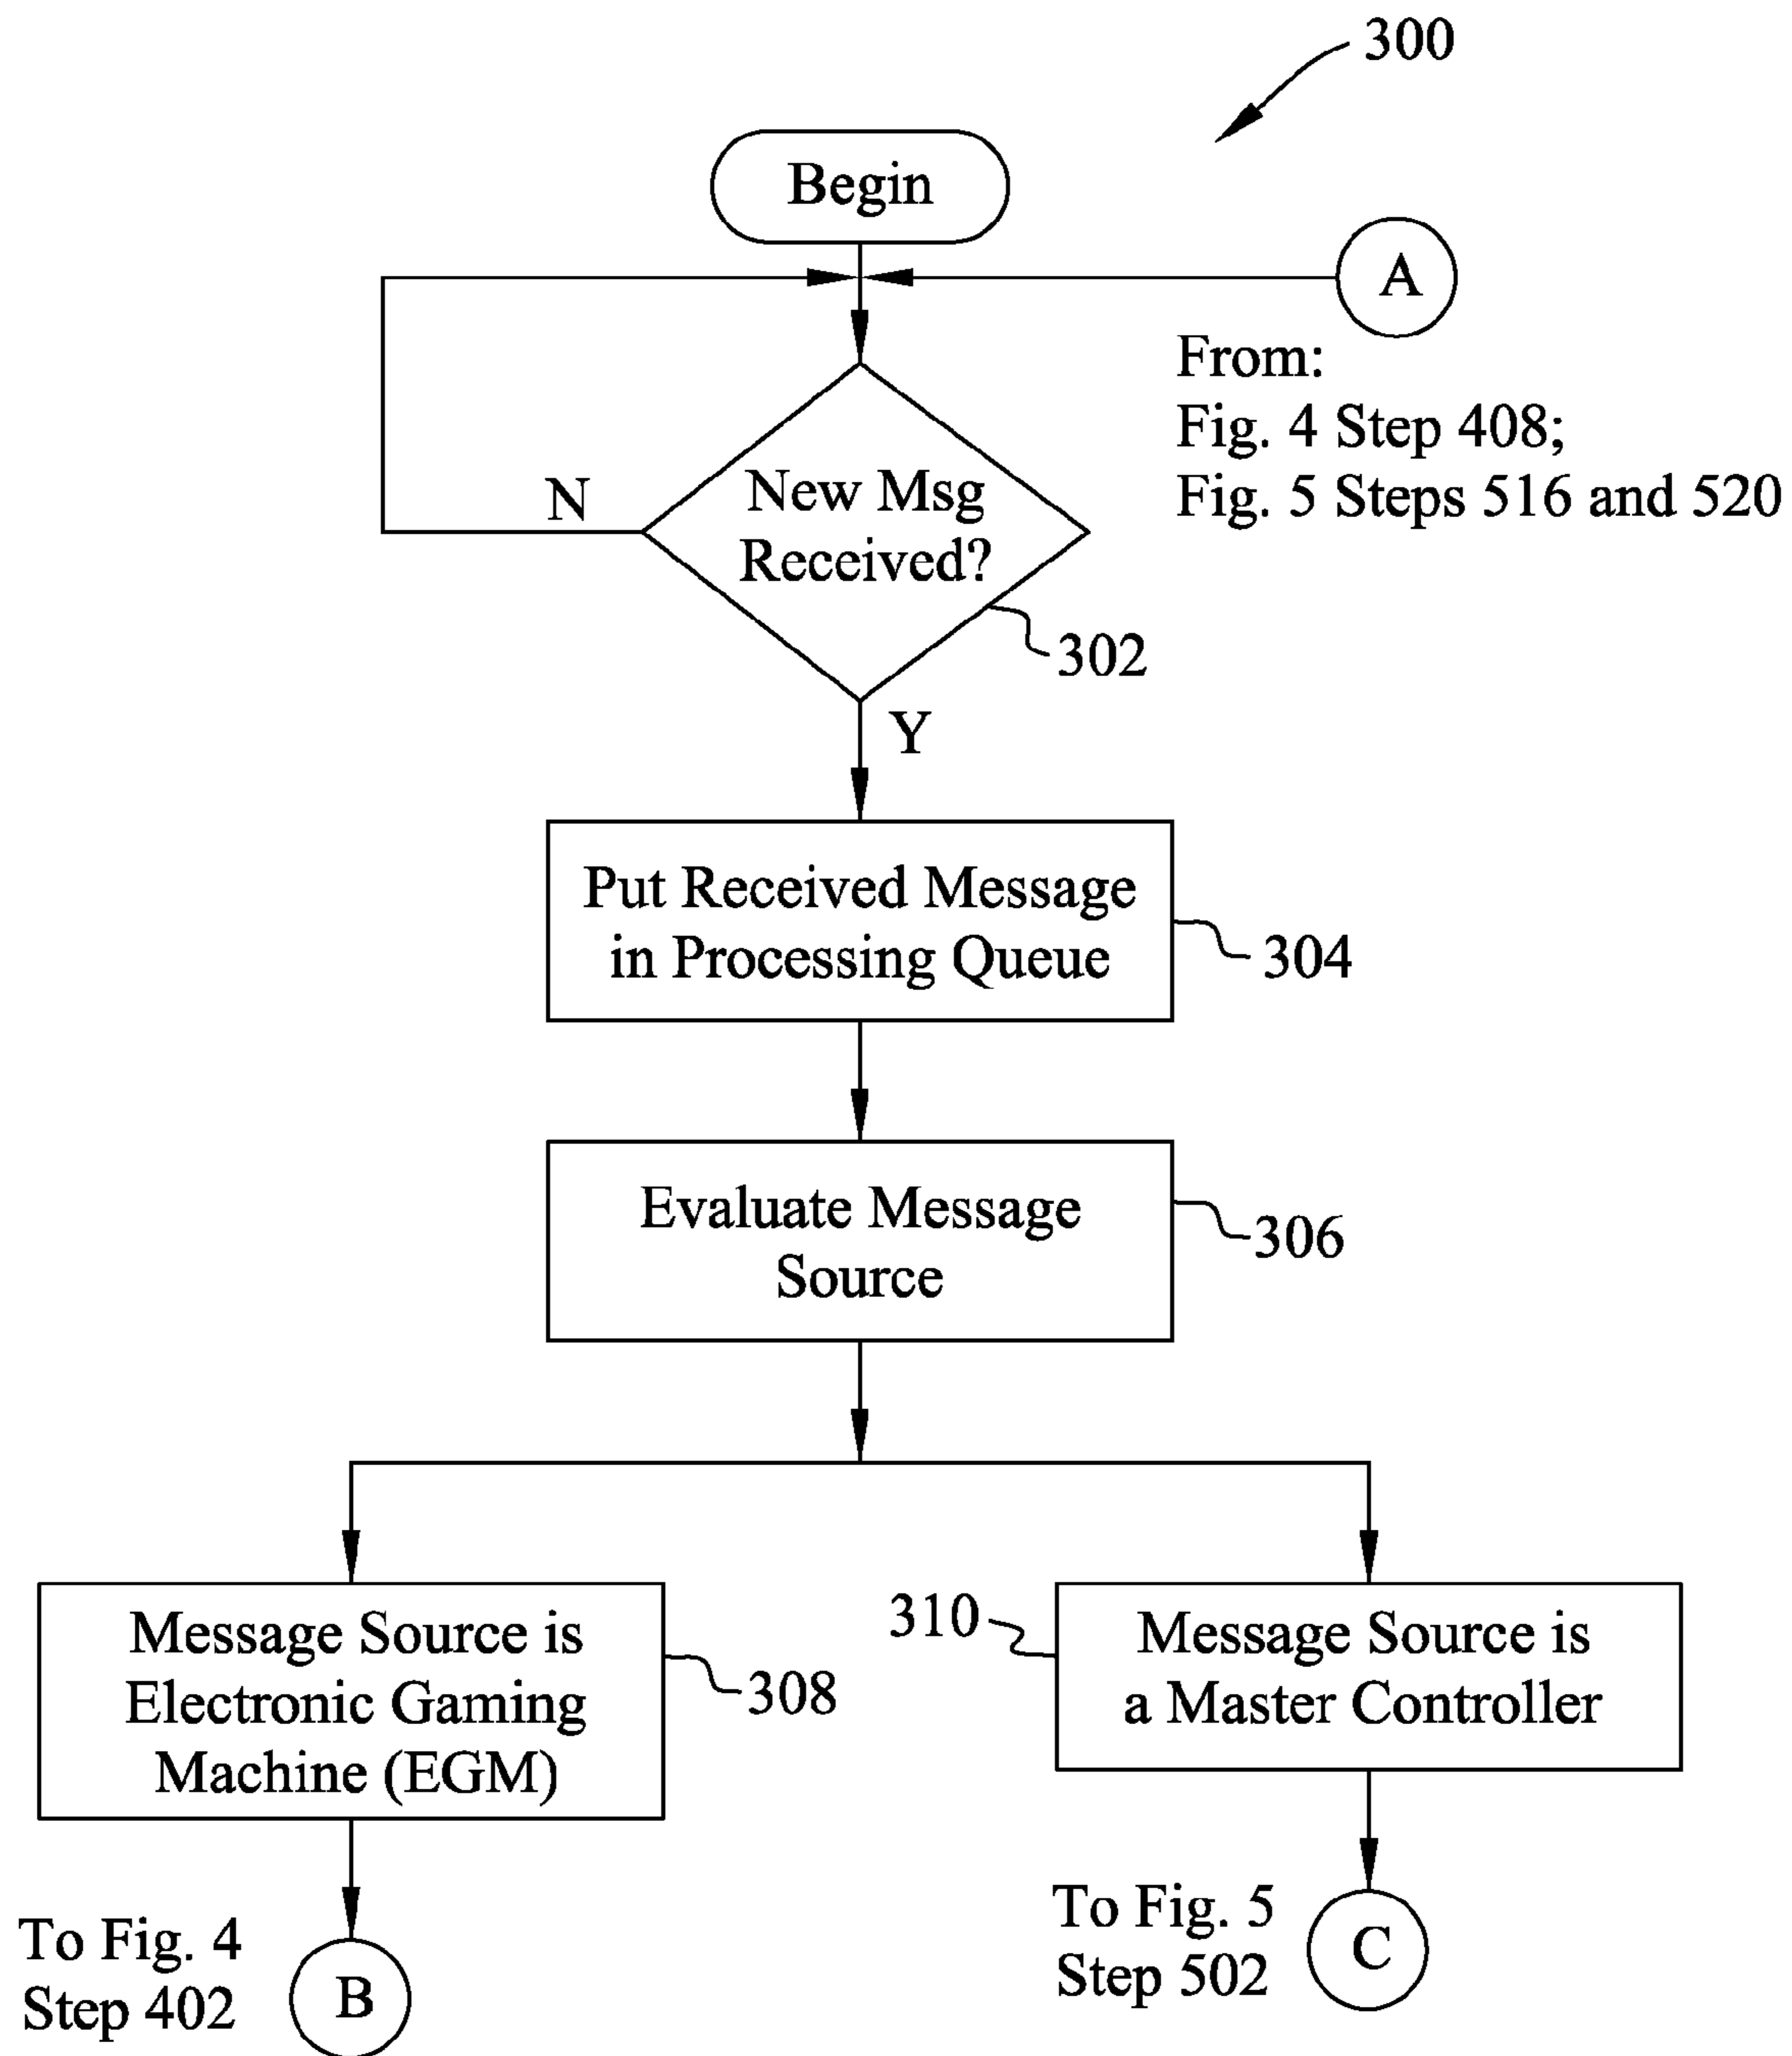 300
Begin
A
From:
Fig. 4 Step 408;
Fig. 5 Steps 516 and 520
N
New Msg
Received?
302
Y
Put Received Message
in Processing Queue
304
Evaluate Message
Source
306
Message Source is
Electronic Gaming
Machine (EGM)
308
310
Message Source is
a Master Controller
To Fig. 4
Step 402
B
To Fig. 5
Step 502
C